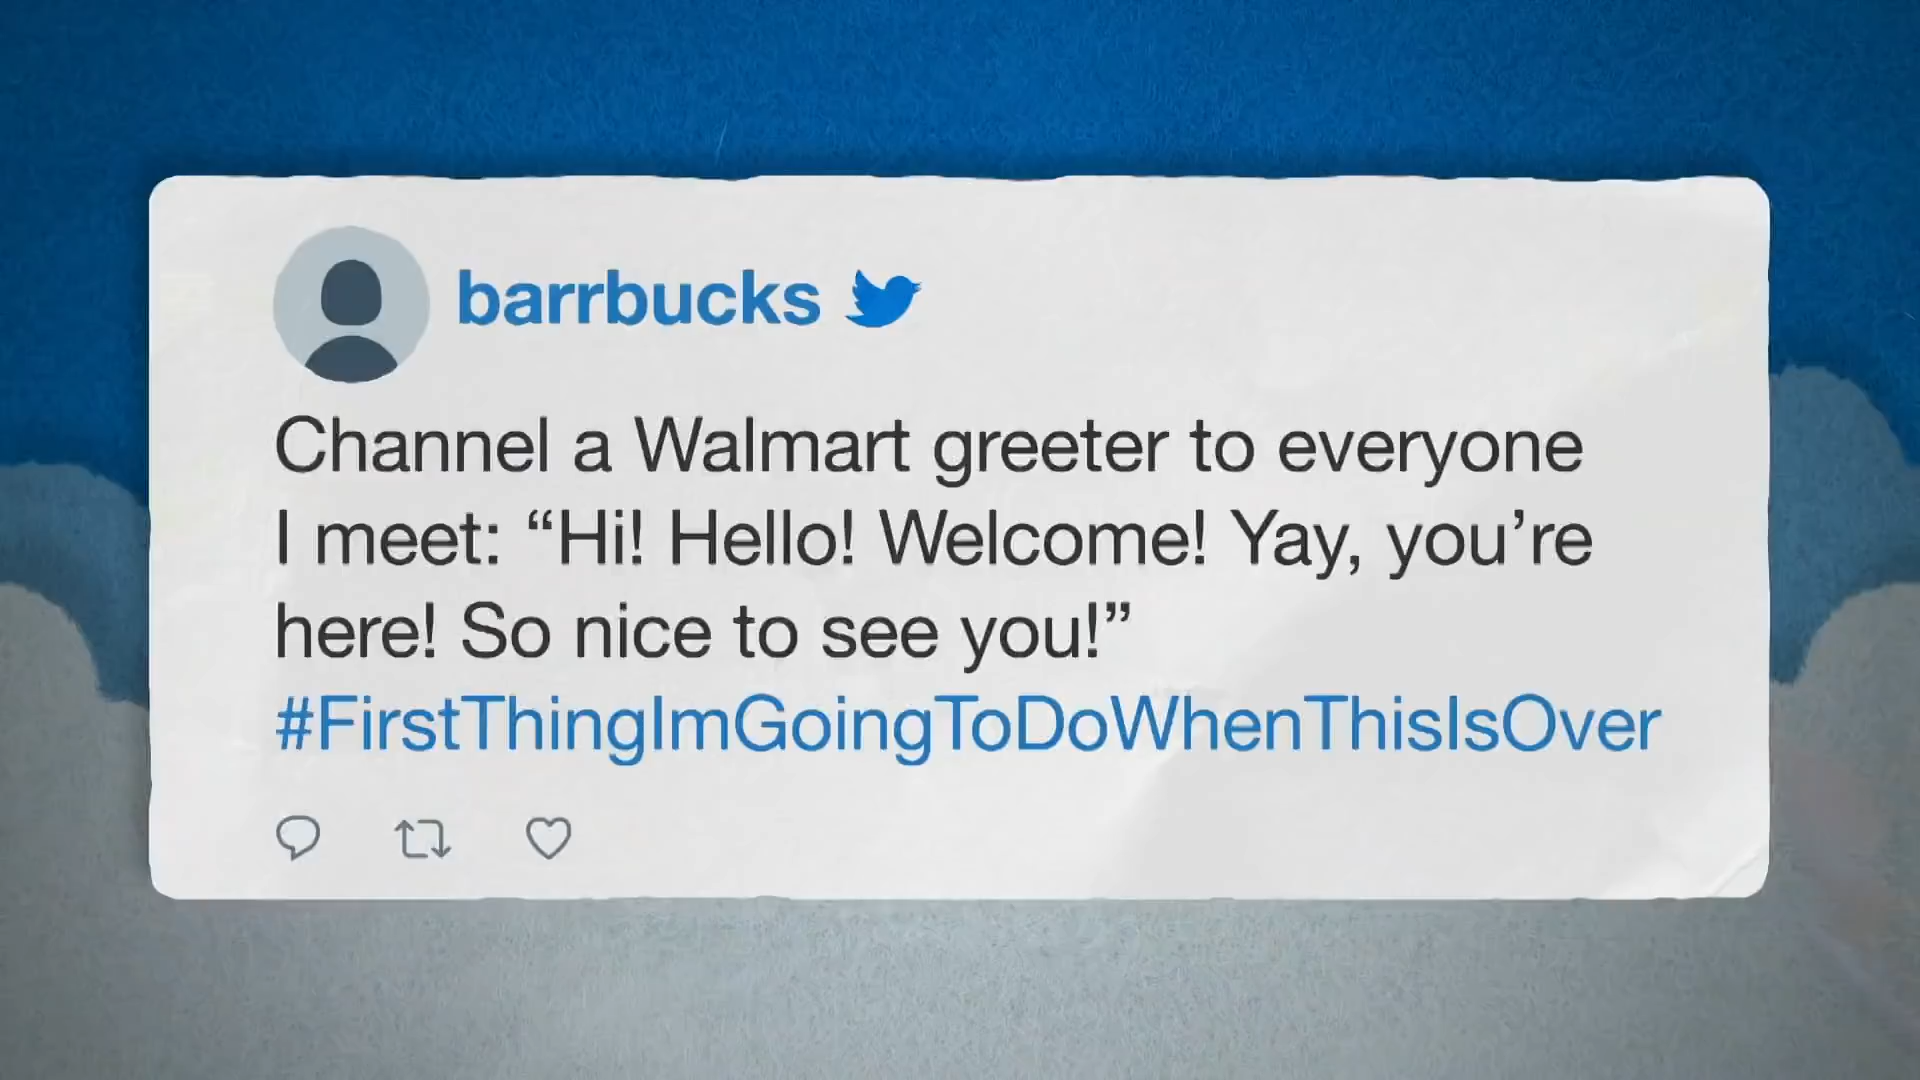 barrbucks
Channel a Walmart greeter to everyone
I meet: “Hi! Hello! Welcome! Yay, you’re
here! So nice to see you!”
#FirstThingImGoingToDoWhenThisIsOver